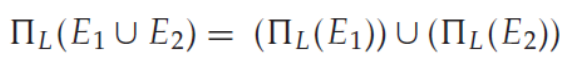 Π_L(E_1 ∪ E_2) = (Π_L(E_1)) ∪ (Π_L(E_2))